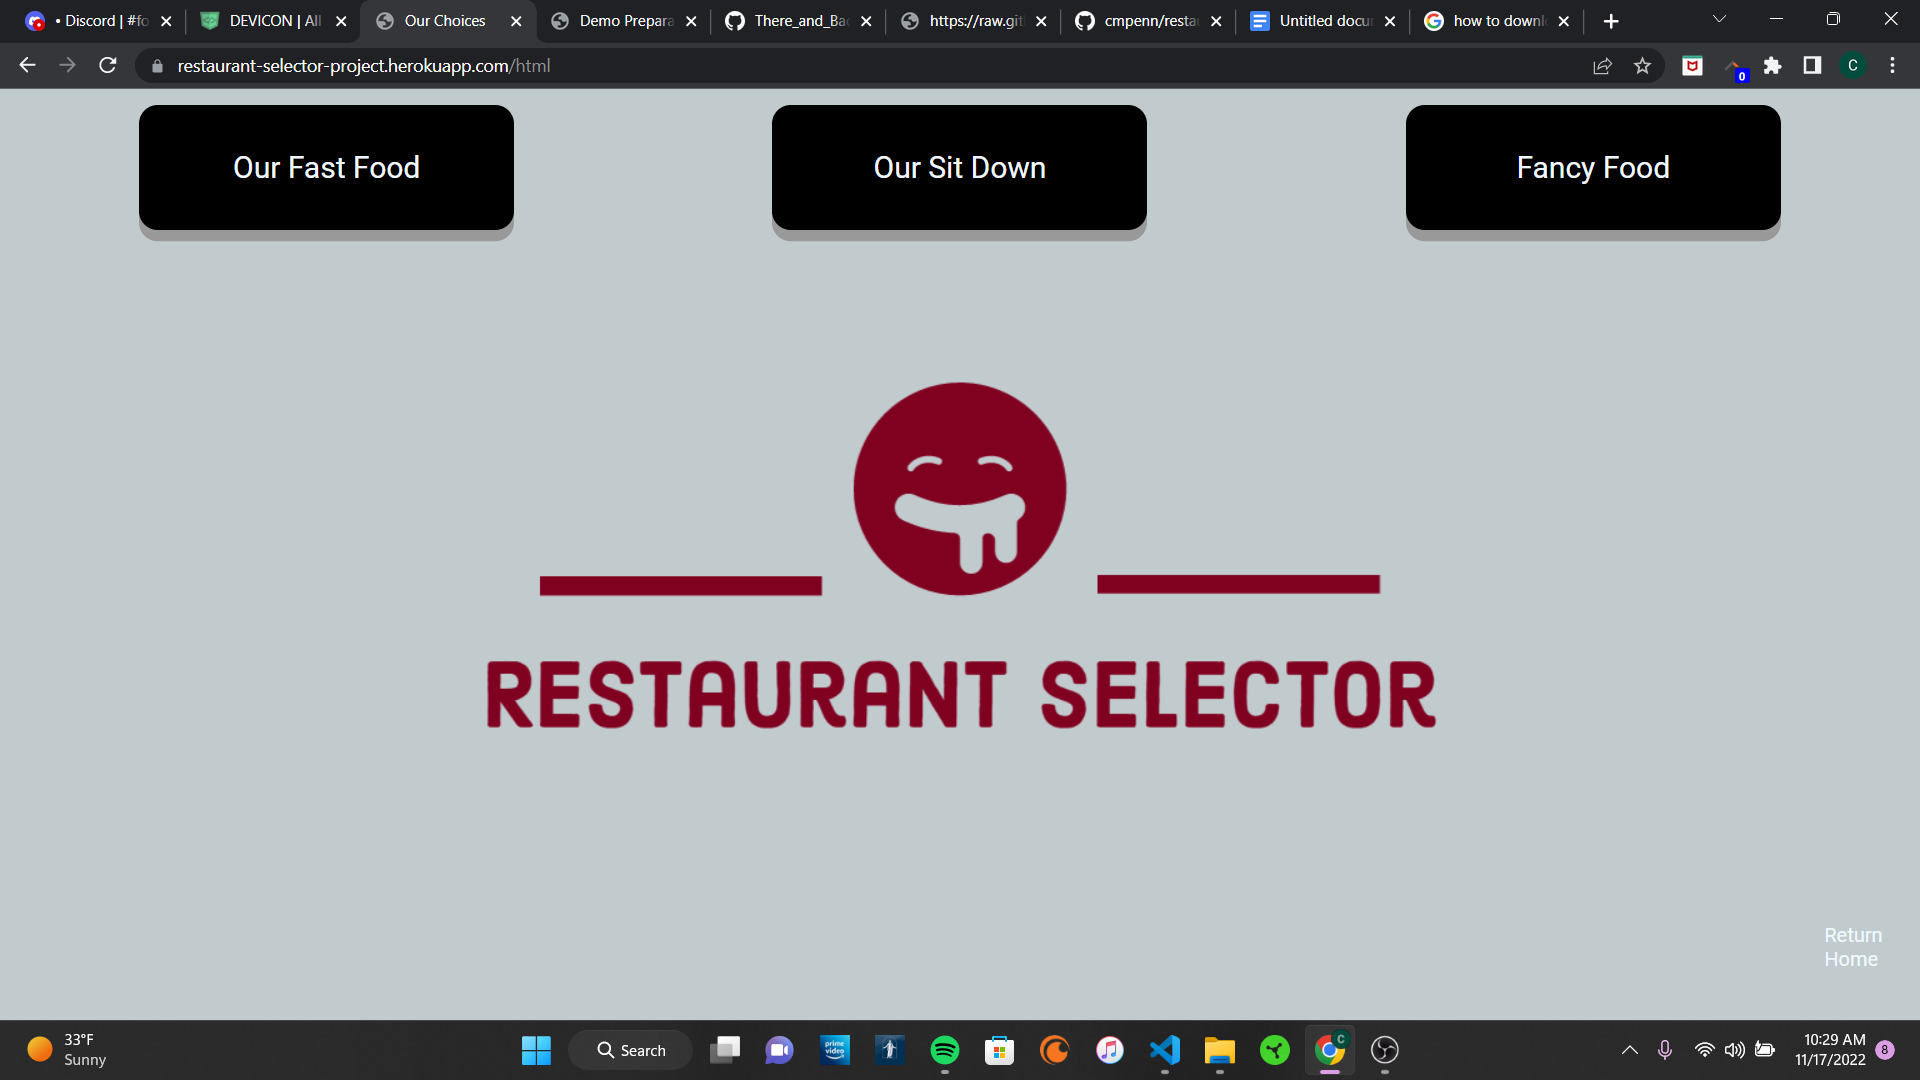 • Discord | #fo
DEVICON | All
Our Choices
Demo Prepara
There_and_Ba
https://raw.git
cmpenn/resta
Untitled docu
how to downl
restaurant-selector-project.herokuapp.com/html
0
C
Our Fast Food
Our Sit Down
Fancy Food
RESTAURANT SELECTOR
Return
Home
33°F
Sunny
Search
prime
video
C
10:29 AM
11/17/2022
8